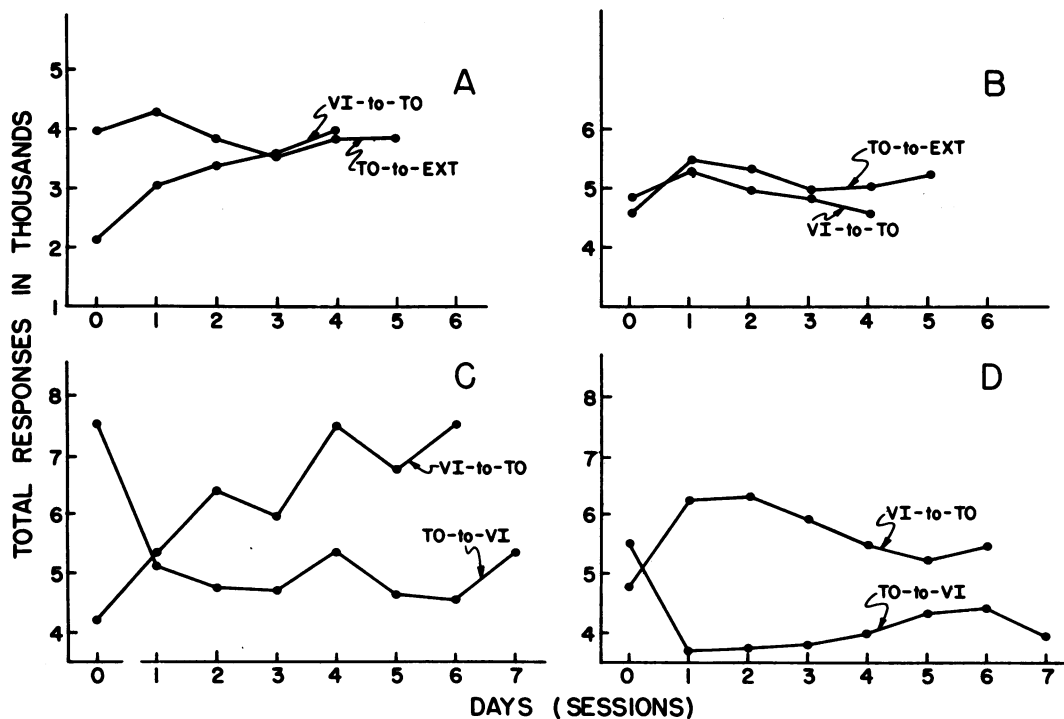 TOTAL RESPONSES IN THOUSANDS
A
5
4
3
2
1
VI-to-TO
TO-to-EXT
0 1 2 3 4 5 6
B
6
5
4
TO-to-EXT
VI-to-TO
0 1 2 3 4 5 6
C
8
7
6
5
4
VI-to-TO
TO-to-VI
0 1 2 3 4 5 6 7
D
8
7
6
5
4
VI-to-TO
TO-to-VI
0 1 2 3 4 5 6 7
DAYS (SESSIONS)